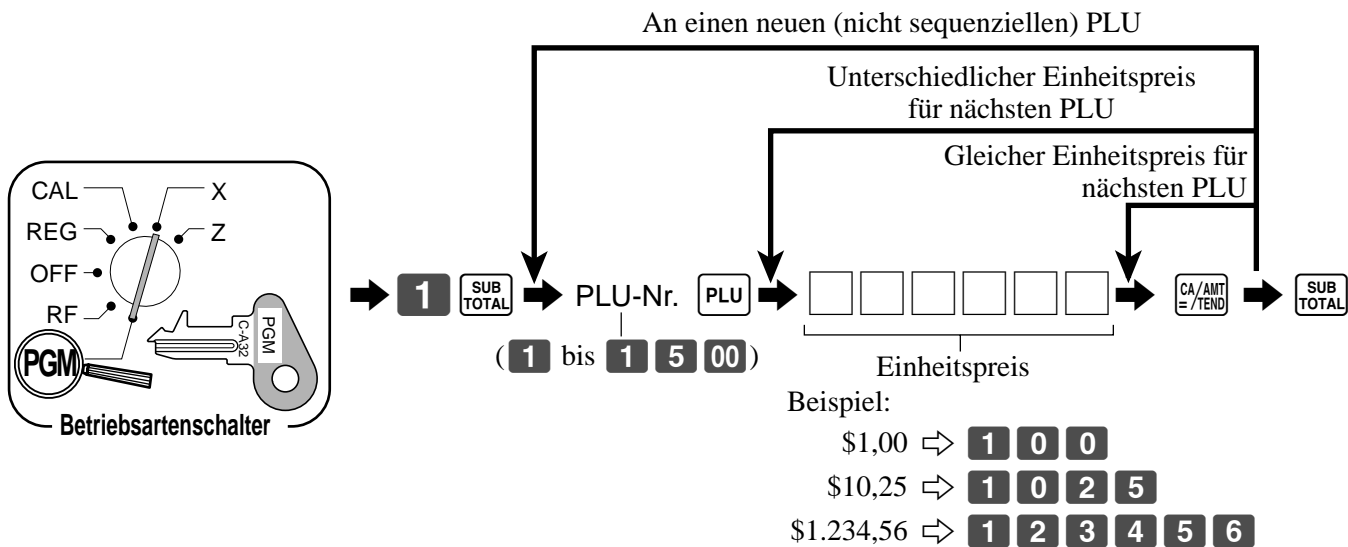 An einen neuen (nicht sequenziellen) PLU
Unterschiedlicher Einheitspreis
für nächsten PLU
Gleicher Einheitspreis für
nächsten PLU
CAL
X
REG
Z
OFF
RF
PGM
PGM
C-A32
Betriebsartenschalter
1 SUB TOTAL PLU-Nr. PLU CA/AMT =/TEND SUB TOTAL
(1 bis 1 5 00)
Einheitspreis
Beispiel:
$1,00 ⇨ 1 0 0
$10,25 ⇨ 1 0 2 5
$1.234,56 ⇨ 1 2 3 4 5 6